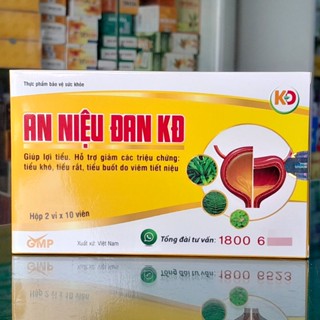 Thực phẩm bảo vệ sức khỏe
KĐ
AN NIỆU ĐAN KĐ
Giúp lợi tiểu. Hỗ trợ giảm các triệu chứng:
tiểu khó, tiểu rắt, tiểu buốt do viêm tiết niệu
Hộp 2 vỉ x 10 viên
GMP
Xuất xứ: Việt Nam
Tổng đài tư vấn: 1800 6